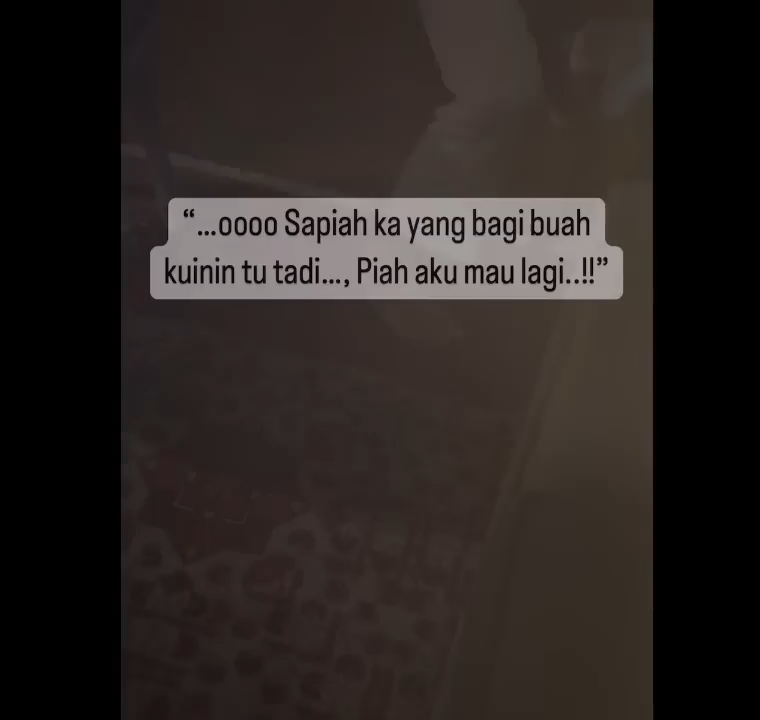 “...oooo Sapiah ka yang bagi buah
kuinin tu tadi..., Piah aku mau lagi..!!”